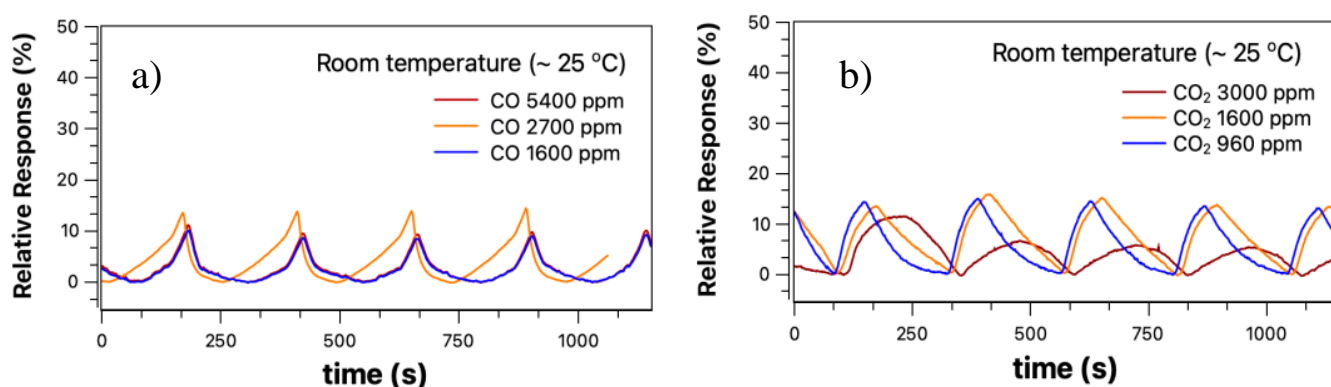 a)
Room temperature (~ 25 °C)
CO 5400 ppm
CO 2700 ppm
CO 1600 ppm
Relative Response (%)
50
40
30
20
10
0
0
250
500
750
1000
time (s)
b)
Room temperature (~ 25 °C)
CO₂ 3000 ppm
CO₂ 1600 ppm
CO₂ 960 ppm
Relative Response (%)
50
40
30
20
10
0
0
250
500
750
1000
time (s)